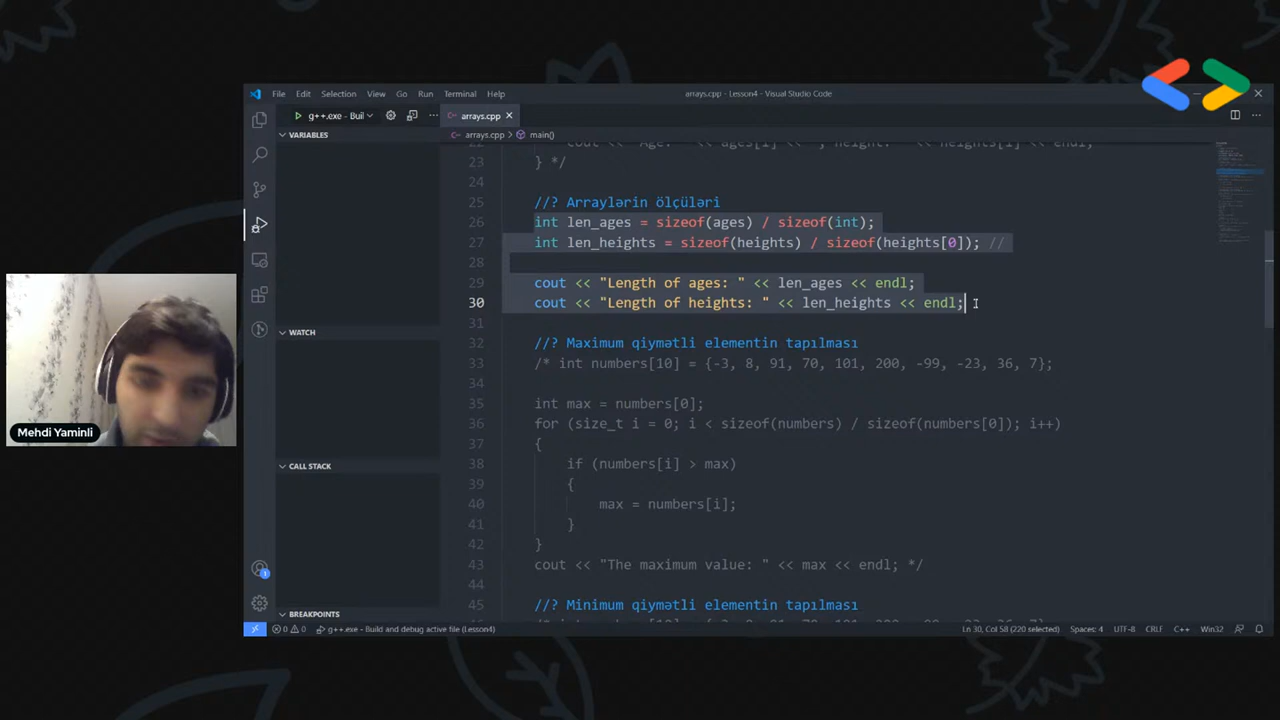 File Edit Selection View Go Run Terminal Help
arrays.cpp - Lesson4 - Visual Studio Code
g++.exe - Buil
arrays.cpp
VARIABLES
arrays.cpp > main()
23 } */
24
25 //? Arraylərin ölçüləri
26 int len_ages = sizeof(ages) / sizeof(int);
27 int len_heights = sizeof(heights) / sizeof(heights[0]); //
28
29 cout << "Length of ages: " << len_ages << endl;
30 cout << "Length of heights: " << len_heights << endl;
31
32 //? Maximum qiymətli elementin tapılması
33 /* int numbers[10] = {-3, 8, 91, 70, 101, 200, -99, -23, 36, 7};
34
35 int max = numbers[0];
36 for (size_t i = 0; i < sizeof(numbers) / sizeof(numbers[0]); i++)
37 {
38 if (numbers[i] > max)
39 {
40 max = numbers[i];
41 }
42 }
43 cout << "The maximum value: " << max << endl; */
44
45 //? Minimum qiymətli elementin tapılması
WATCH
CALL STACK
BREAKPOINTS
Mehdi Yaminli
0 0 g++.exe - Build and debug active file (Lesson4)
Ln 30, Col 58 (220 selected) Spaces: 4 UTF-8 CRLF C++ Win32